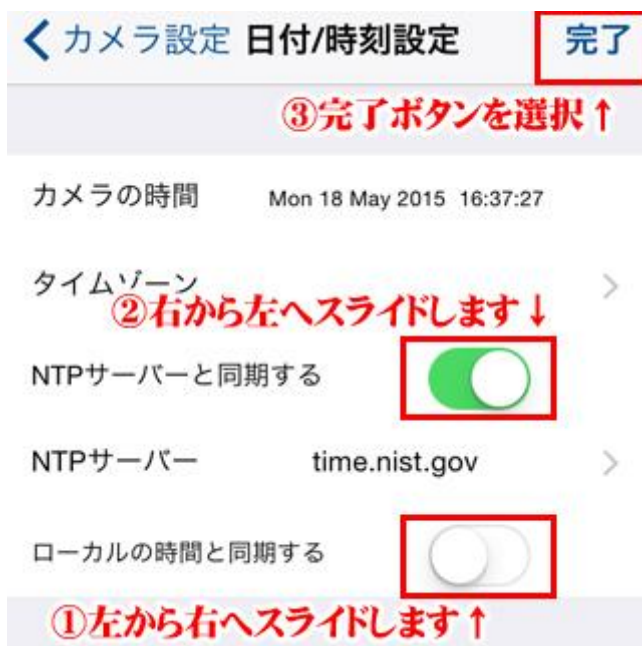 カメラ設定 日付/時刻設定 完了
③完了ボタンを選択↑
カメラの時間 Mon 18 May 2015 16:37:27
タイムゾーン
②右から左へスライドします↓
NTPサーバーと同期する
NTPサーバー time.nist.gov
ローカルの時間と同期する
①左から右へスライドします↑